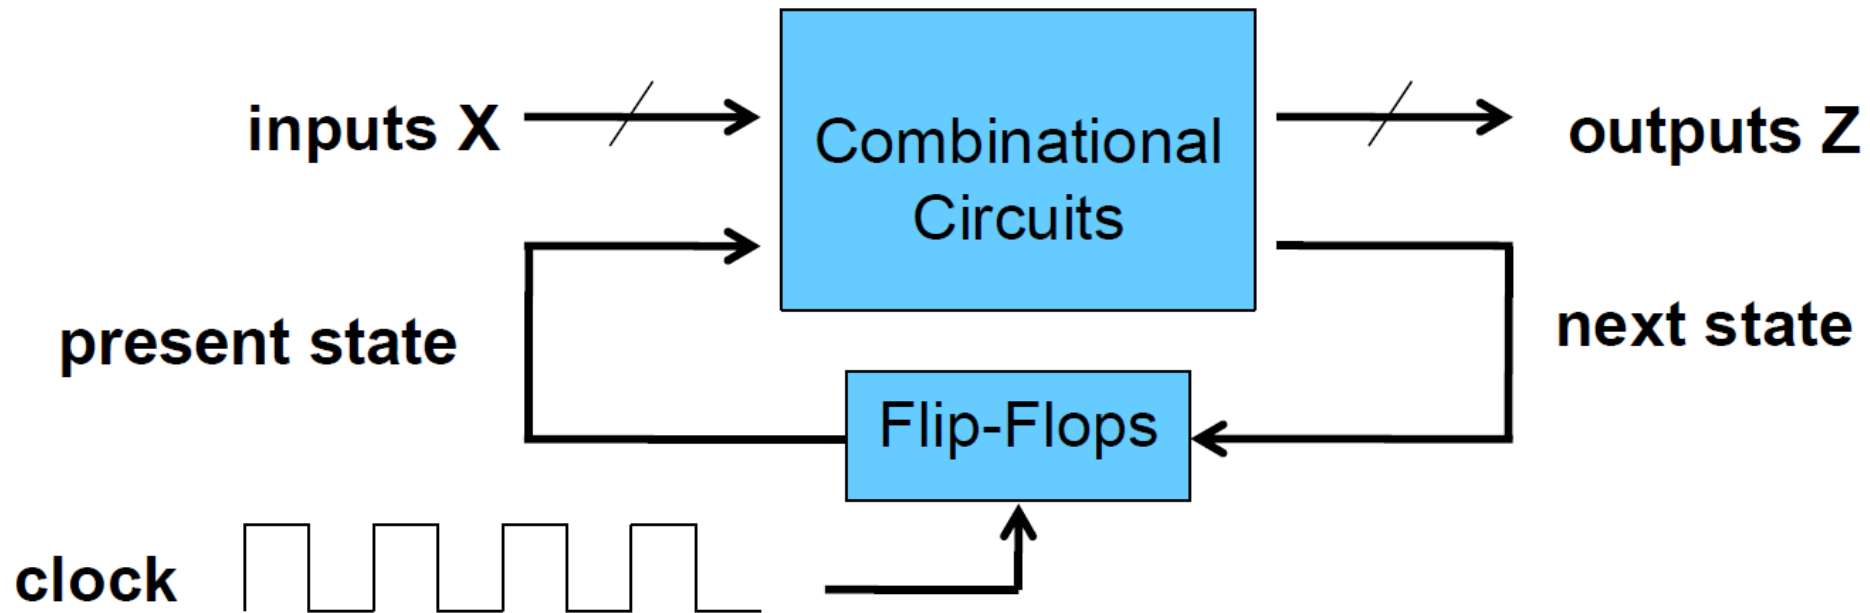 inputs X
Combinational
Circuits
outputs Z
present state
next state
Flip-Flops
clock